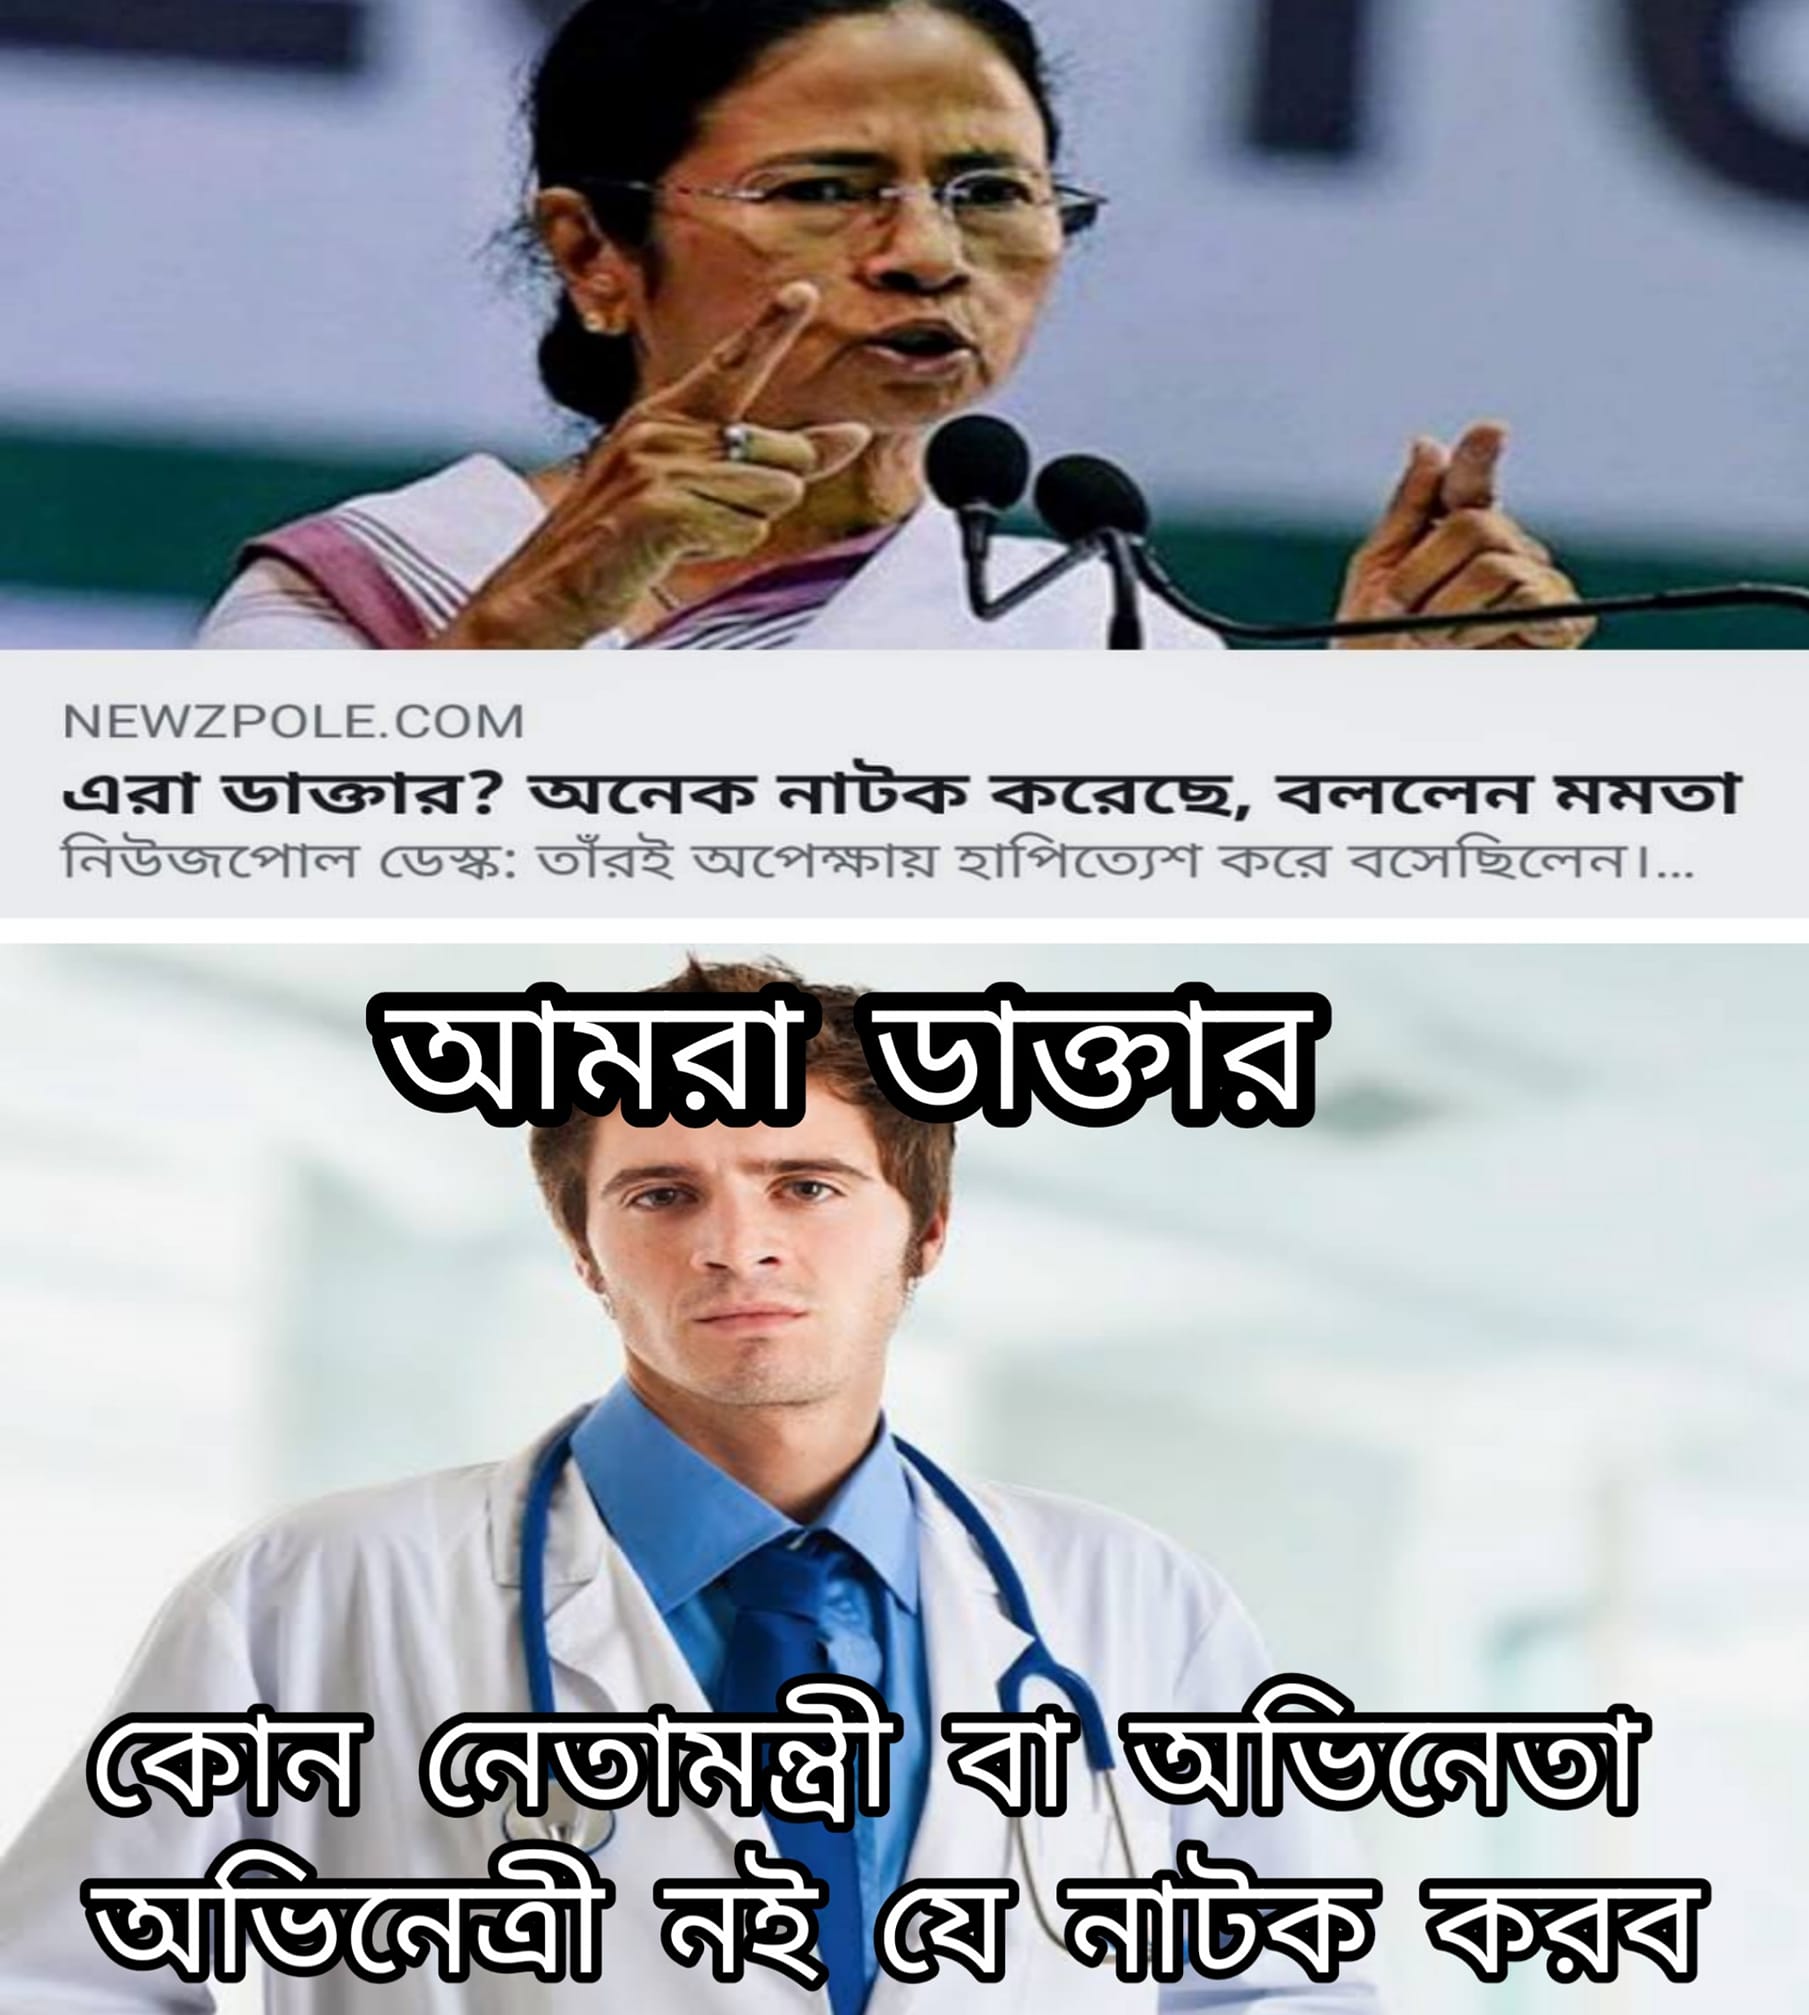 NEWZPOLE.COM
এরা ডাক্তার? অনেক নাটক করেছে, বললেন মমতা
নিউজপোল ডেস্ক: তাঁরই অপেক্ষায় হাপিত্যেশ করে বসেছিলেন।...
আমরা ডাক্তার
কোন নেতামন্ত্রী বা অভিনেতা
অভিনেত্রী নই যে নাটক করব